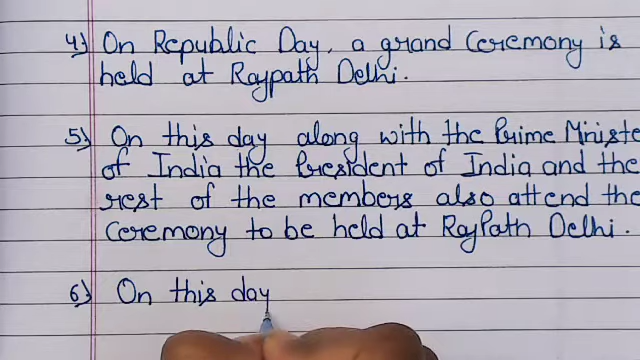 4) On Republic Day, a grand Ceremony is
held at Rajpath Delhi.
5) On this day along with the Prime Ministe
of India the President of India and the
rest of the members also attend the
Ceremony to be held at RajPath Delhi.
6) On this day